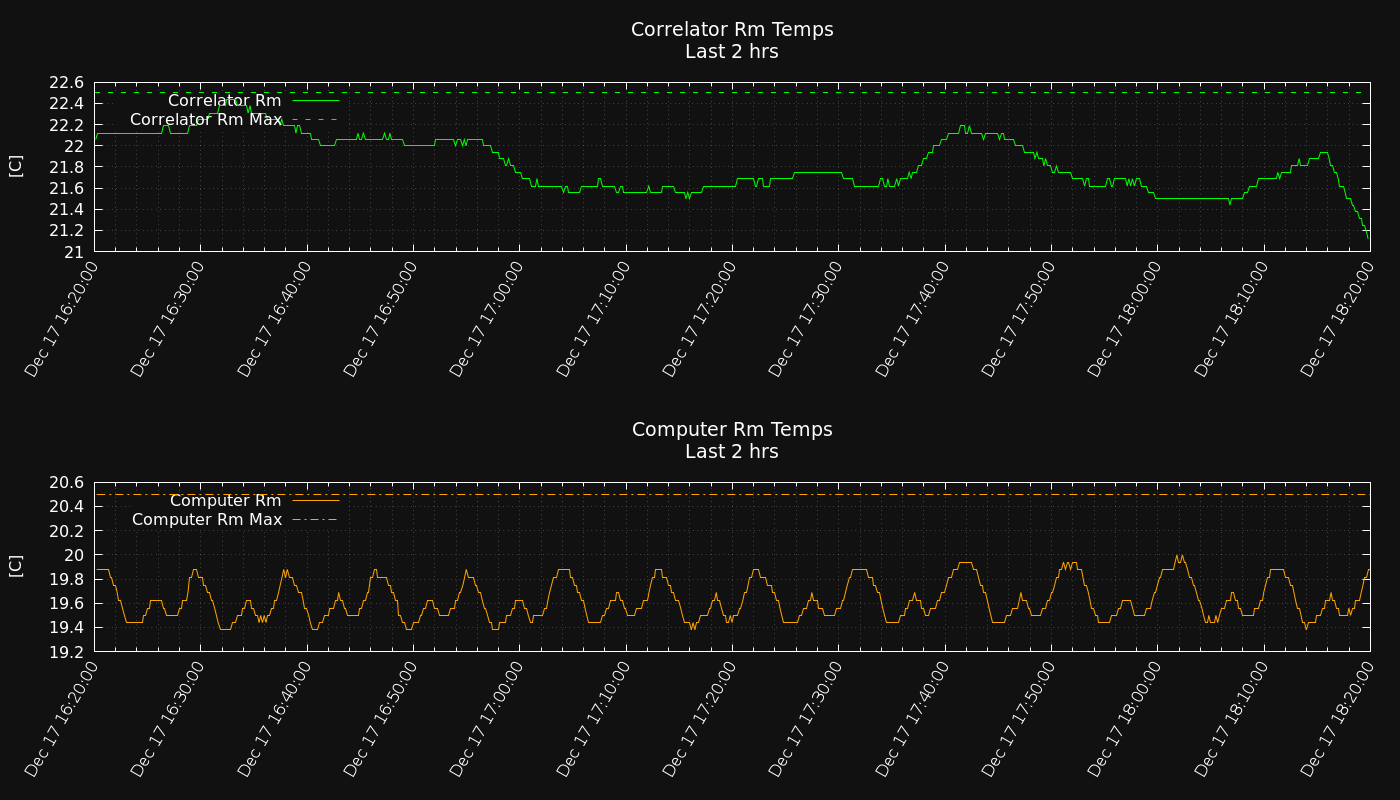 Correlator Rm Temps
Last 2 hrs
[C]
22.6
22.4
22.2
22
21.8
21.6
21.4
21.2
21
Correlator Rm
Correlator Rm Max
Dec 17 16:20:00
Dec 17 16:30:00
Dec 17 16:40:00
Dec 17 16:50:00
Dec 17 17:00:00
Dec 17 17:10:00
Dec 17 17:20:00
Dec 17 17:30:00
Dec 17 17:40:00
Dec 17 17:50:00
Dec 17 18:00:00
Dec 17 18:10:00
Dec 17 18:20:00
Computer Rm Temps
Last 2 hrs
[C]
20.6
20.4
20.2
20
19.8
19.6
19.4
19.2
Computer Rm
Computer Rm Max
Dec 17 16:20:00
Dec 17 16:30:00
Dec 17 16:40:00
Dec 17 16:50:00
Dec 17 17:00:00
Dec 17 17:10:00
Dec 17 17:20:00
Dec 17 17:30:00
Dec 17 17:40:00
Dec 17 17:50:00
Dec 17 18:00:00
Dec 17 18:10:00
Dec 17 18:20:00